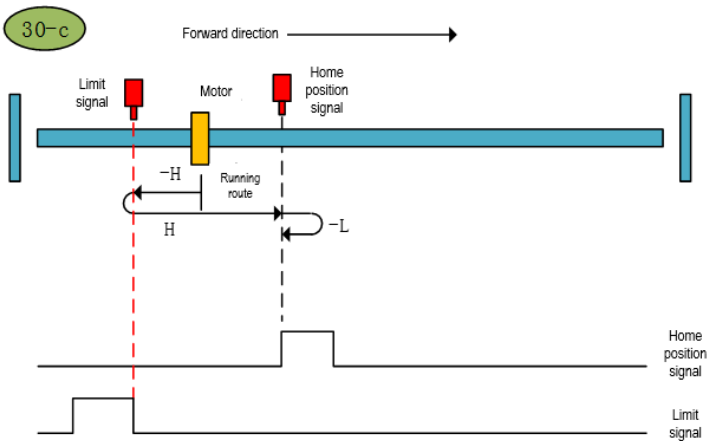 30-c
Forward direction
Limit
signal
Motor
Home
position
signal
-H
Running
route
H
-L
Home
position
signal
Limit
signal